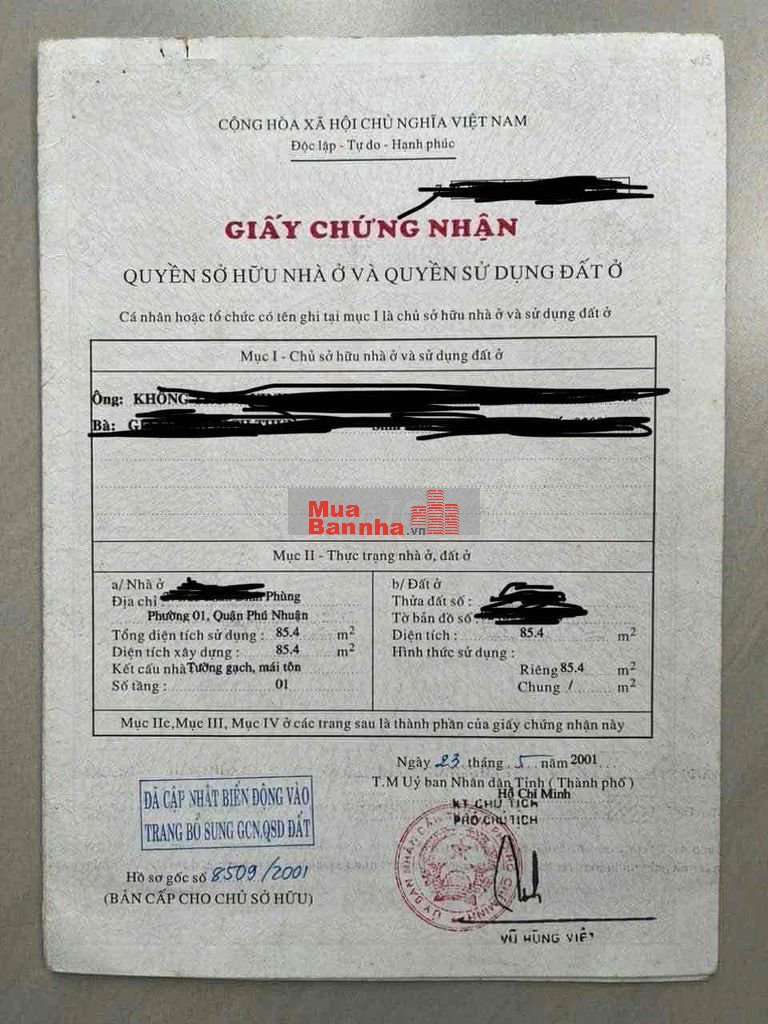 CỘNG HÒA XÃ HỘI CHỦ NGHĨA VIỆT NAM
Độc lập - Tự do - Hạnh phúc
GIẤY CHỨNG NHẬN
QUYỀN SỞ HỮU NHÀ Ở VÀ QUYỀN SỬ DỤNG ĐẤT Ở
Cá nhân hoặc tổ chức có tên ghi tại mục I là chủ sở hữu nhà ở và sử dụng đất ở
Mục I - Chủ sở hữu nhà ở và sử dụng đất ở
Ông: KHỔNG
Bà:
Mua
Bannha.vn
Mục II - Thực trạng nhà ở, đất ở
a/ Nhà ở
Địa chỉ : Phùng
Phường 01, Quận Phú Nhuận
Tổng diện tích sử dụng : 85.4 m²
Diện tích xây dựng : 85.4 m²
Kết cấu nhà Tường gạch, mái tôn
Số tầng : 01
b/ Đất ở
Thửa đất số :
Tờ bản đồ số
Diện tích : 85.4 m²
Hình thức sử dụng :
Riêng 85.4 m²
Chung / m²
Mục IIc, Mục III, Mục IV ở các trang sau là thành phần của giấy chứng nhận này
Ngày 23 tháng 5 năm 2001
T.M Uỷ ban Nhân dân Tỉnh ( Thành phố )
Hồ Chí Minh
KT CHỦ TỊCH
PHÓ CHỦ TỊCH
ĐÃ CẬP NHẬT BIẾN ĐỘNG VÀO
TRANG BỔ SUNG GCN.QSD ĐẤT
Hồ sơ gốc số 8509/2001
(BẢN CẤP CHO CHỦ SỞ HỮU)
VŨ HÙNG VIỆT